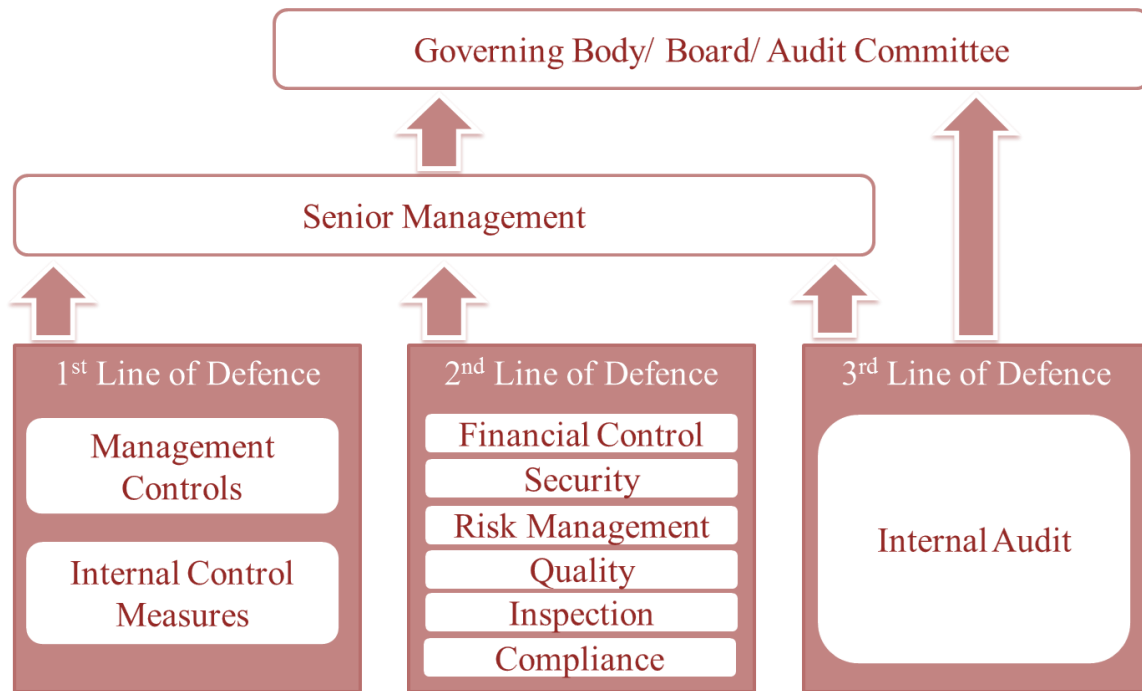 Governing Body/ Board/ Audit Committee
Senior Management
1st Line of Defence
Management
Controls
Internal Control
Measures
2nd Line of Defence
Financial Control
Security
Risk Management
Quality
Inspection
Compliance
3rd Line of Defence
Internal Audit